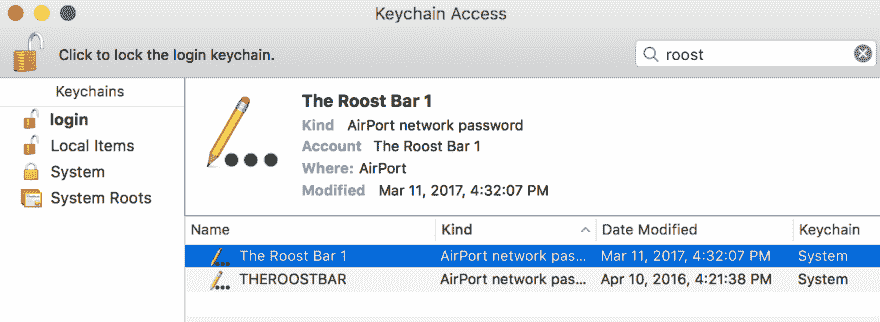 Keychain Access
Click to lock the login keychain.
roost
Keychains
login
Local Items
System
System Roots
The Roost Bar 1
Kind AirPort network password
Account The Roost Bar 1
Where: AirPort
Modified Mar 11, 2017, 4:32:07 PM
Name Kind Date Modified Keychain
The Roost Bar 1 AirPort network pas... Mar 11, 2017, 4:32:07 PM System
THEROOSTBAR AirPort network pas... Apr 10, 2016, 4:21:38 PM System